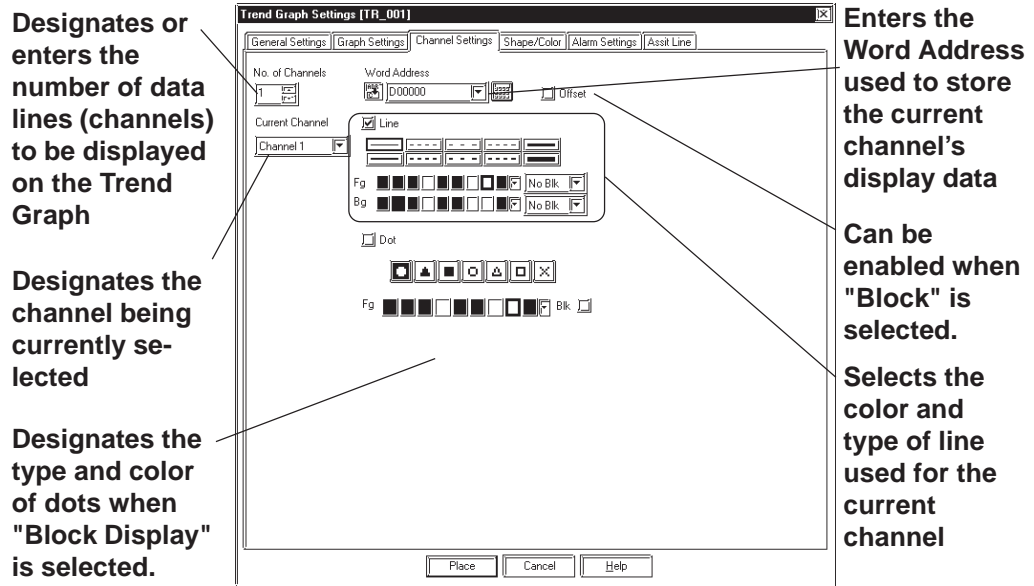 Designates or
enters the
number of data
lines (channels)
to be displayed
on the Trend
Graph
Designates the
channel being
currently se-
lected
Designates the
type and color
of dots when
"Block Display"
is selected.
Trend Graph Settings [TR_001]
General Settings Graph Settings Channel Settings Shape/Color Alarm Settings Assit Line
No. of Channels Word Address
1 D00000 Offset
Current Channel Line
Channel 1
Fg No Blk
Bg No Blk
Dot
Fg Blk
Place Cancel Help
Enters the
Word Address
used to store
the current
channel's
display data
Can be
enabled when
"Block" is
selected.
Selects the
color and
type of line
used for the
current
channel